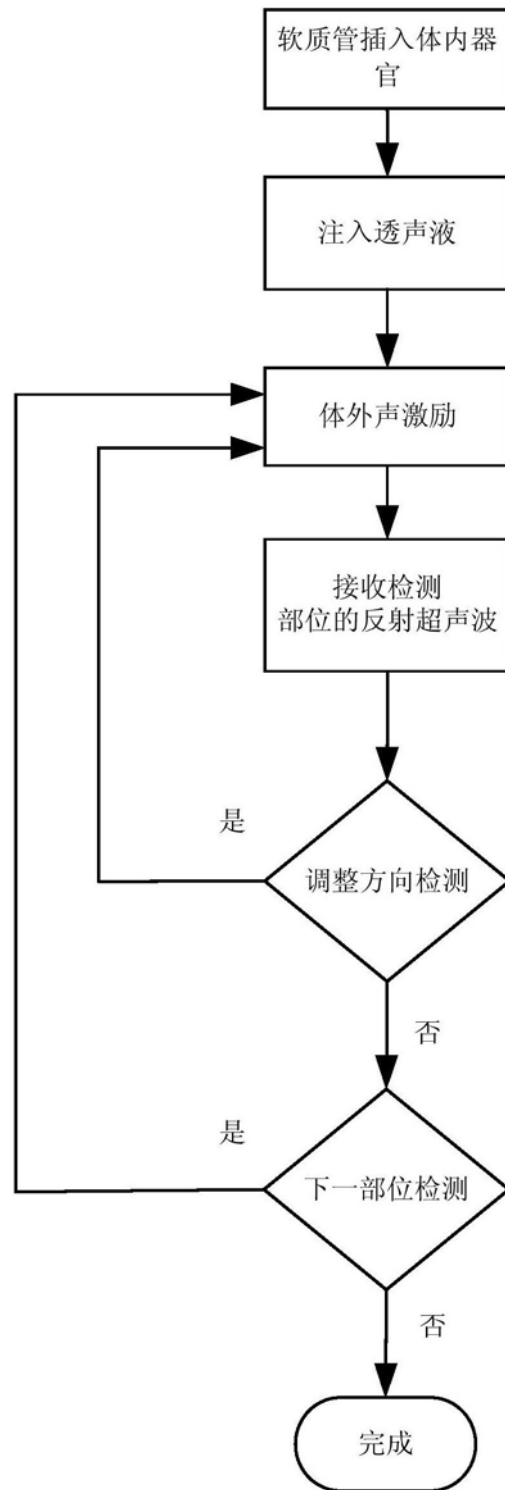 软质管插入体内器
官
注入透声液
体外声激励
接收检测
部位的反射超声波
是
调整方向检测
否
是
下一部位检测
否
完成